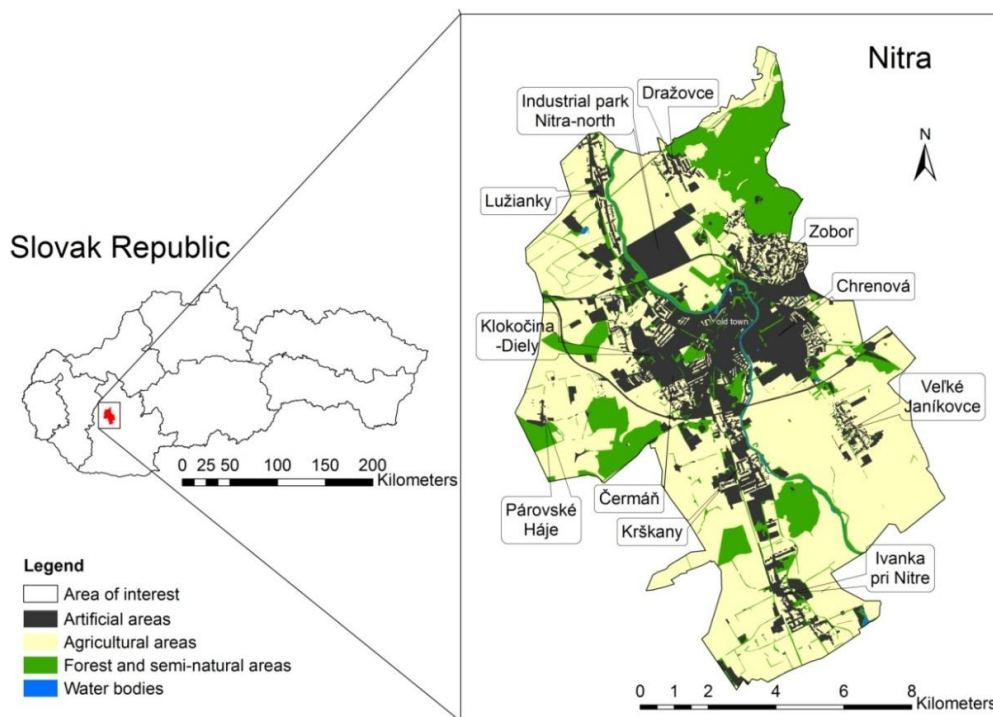 Slovak Republic
0 25 50 100 150 200
Kilometers
Legend
Area of interest
Artificial areas
Agricultural areas
Forest and semi-natural areas
Water bodies
Nitra
N
Industrial park
Nitra-north
Dražovce
Lužianky
Zobor
Chrenová
old town
Klokočina
-Diely
Veľké
Janíkovce
Čermáň
Párovské
Háje
Krškany
Ivanka
pri Nitre
0 1 2 4 6 8
Kilometers